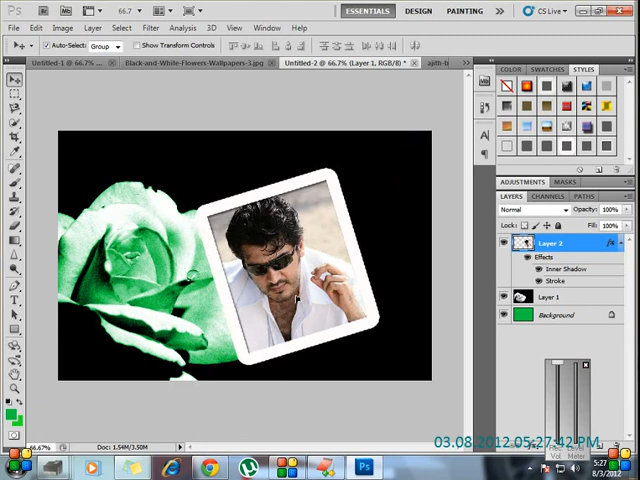 Ps
66.7
ESSENTIALS
DESIGN
PAINTING
CS Live
File Edit Image Layer Select Filter Analysis 3D View Window Help
Auto-Select: Group
Show Transform Controls
Untitled-1 @ 66.7% ...
Black-and-White-Flowers-Wallpapers-3.jpg
Untitled-2 @ 66.7% (Layer 1, RGB/8) *
ajith-b
COLOR SWATCHES STYLES
ADJUSTMENTS MASKS
LAYERS CHANNELS PATHS
Normal Opacity: 100%
Lock: Fill: 100%
Layer 2 fx
Effects
Inner Shadow
Stroke
Layer 1
Background
66.67% Doc: 1.54M/3.50M
Rec. Level
Vol Meter
03.08.2012 05:27:42 PM
Ps
5:27
8/3/2012